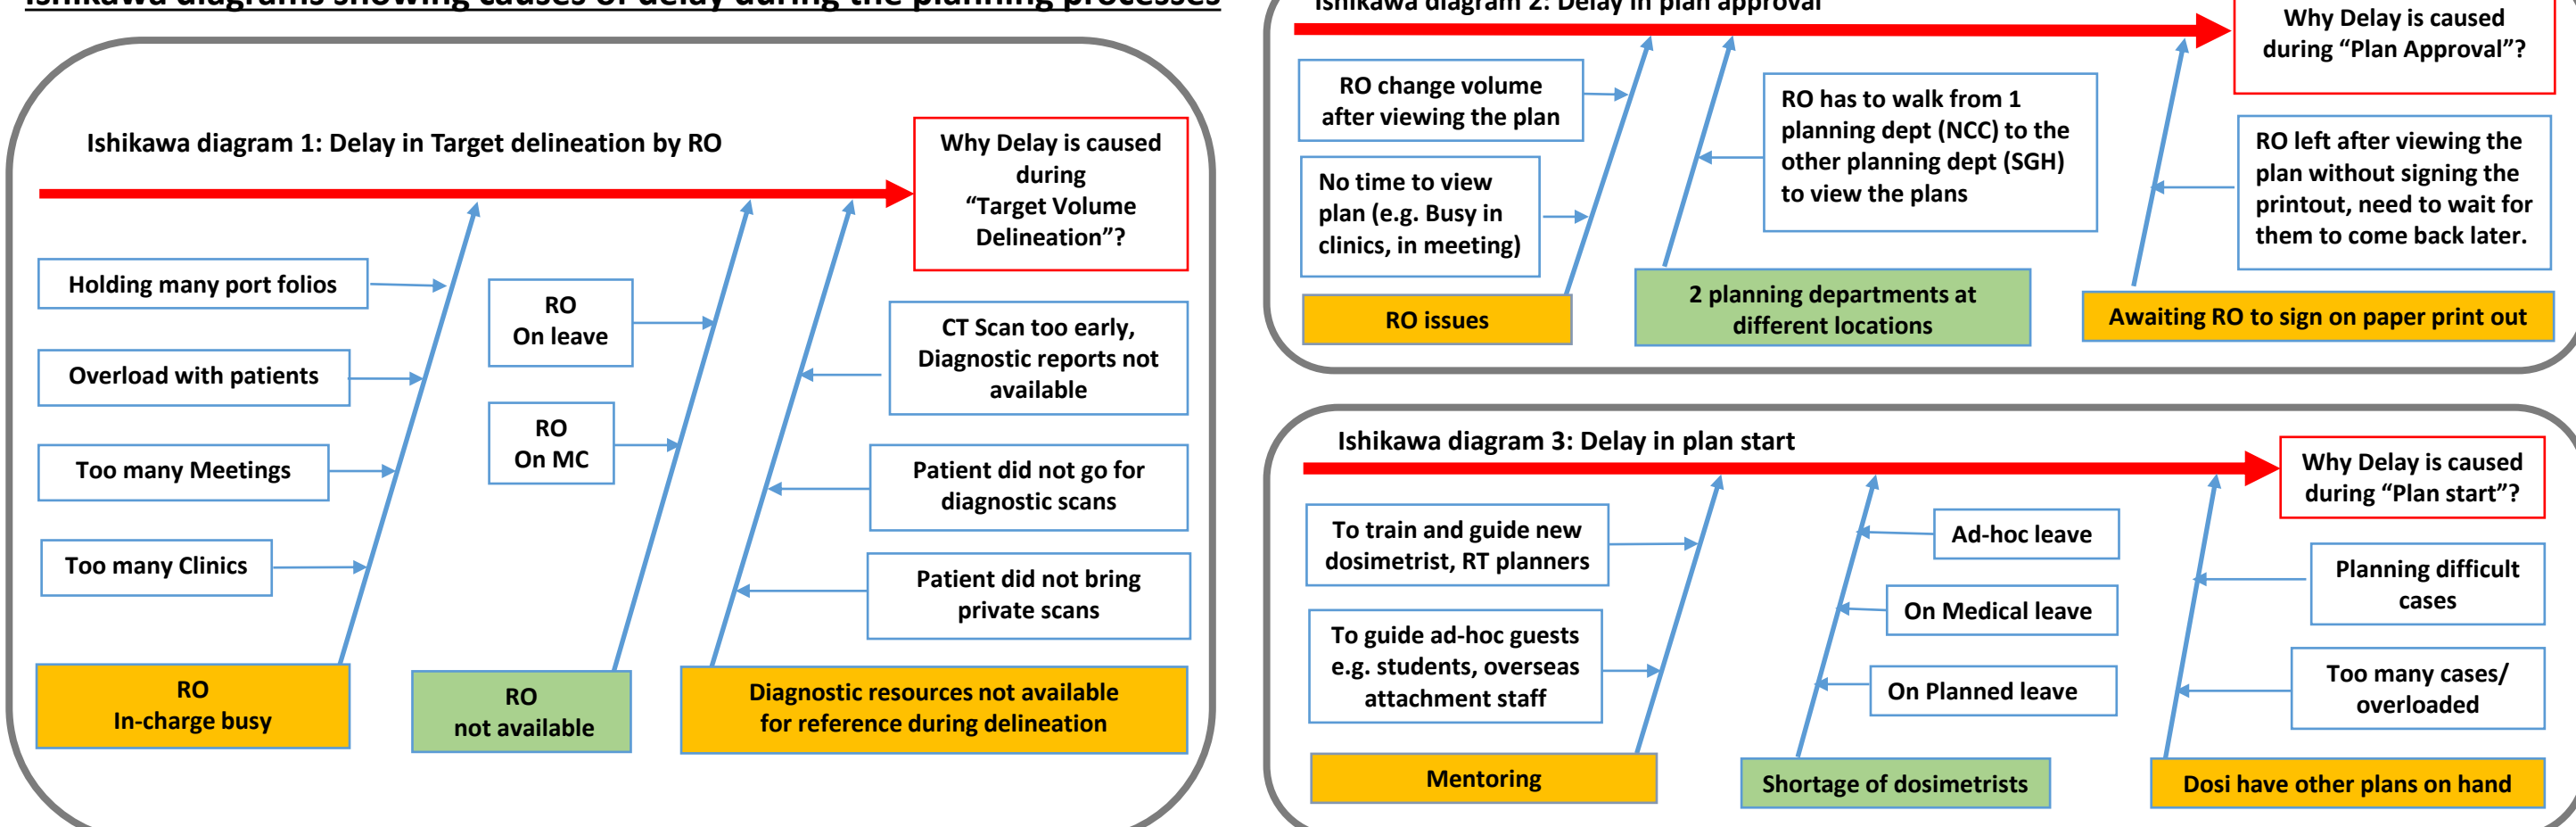 Ishikawa diagrams showing causes of delay during the planning processes
Ishikawa diagram 1: Delay in Target delineation by RO
Why Delay is caused
during
“Target Volume
Delineation”?
Holding many port folios
Overload with patients
Too many Meetings
Too many Clinics
RO
In-charge busy
RO
On leave
RO
On MC
RO
not available
CT Scan too early,
Diagnostic reports not
available
Patient did not go for
diagnostic scans
Patient did not bring
private scans
Diagnostic resources not available
for reference during delineation
Ishikawa diagram 2: Delay in plan approval
Why Delay is caused
during “Plan Approval”?
RO change volume
after viewing the plan
No time to view
plan (e.g. Busy in
clinics, in meeting)
RO issues
RO has to walk from 1
planning dept (NCC) to the
other planning dept (SGH)
to view the plans
2 planning departments at
different locations
RO left after viewing the
plan without signing the
printout, need to wait for
them to come back later.
Awaiting RO to sign on paper print out
Ishikawa diagram 3: Delay in plan start
Why Delay is caused
during “Plan start”?
To train and guide new
dosimetrist, RT planners
To guide ad-hoc guests
e.g. students, overseas
attachment staff
Mentoring
Ad-hoc leave
On Medical leave
On Planned leave
Shortage of dosimetrists
Planning difficult
cases
Too many cases/
overloaded
Dosi have other plans on hand